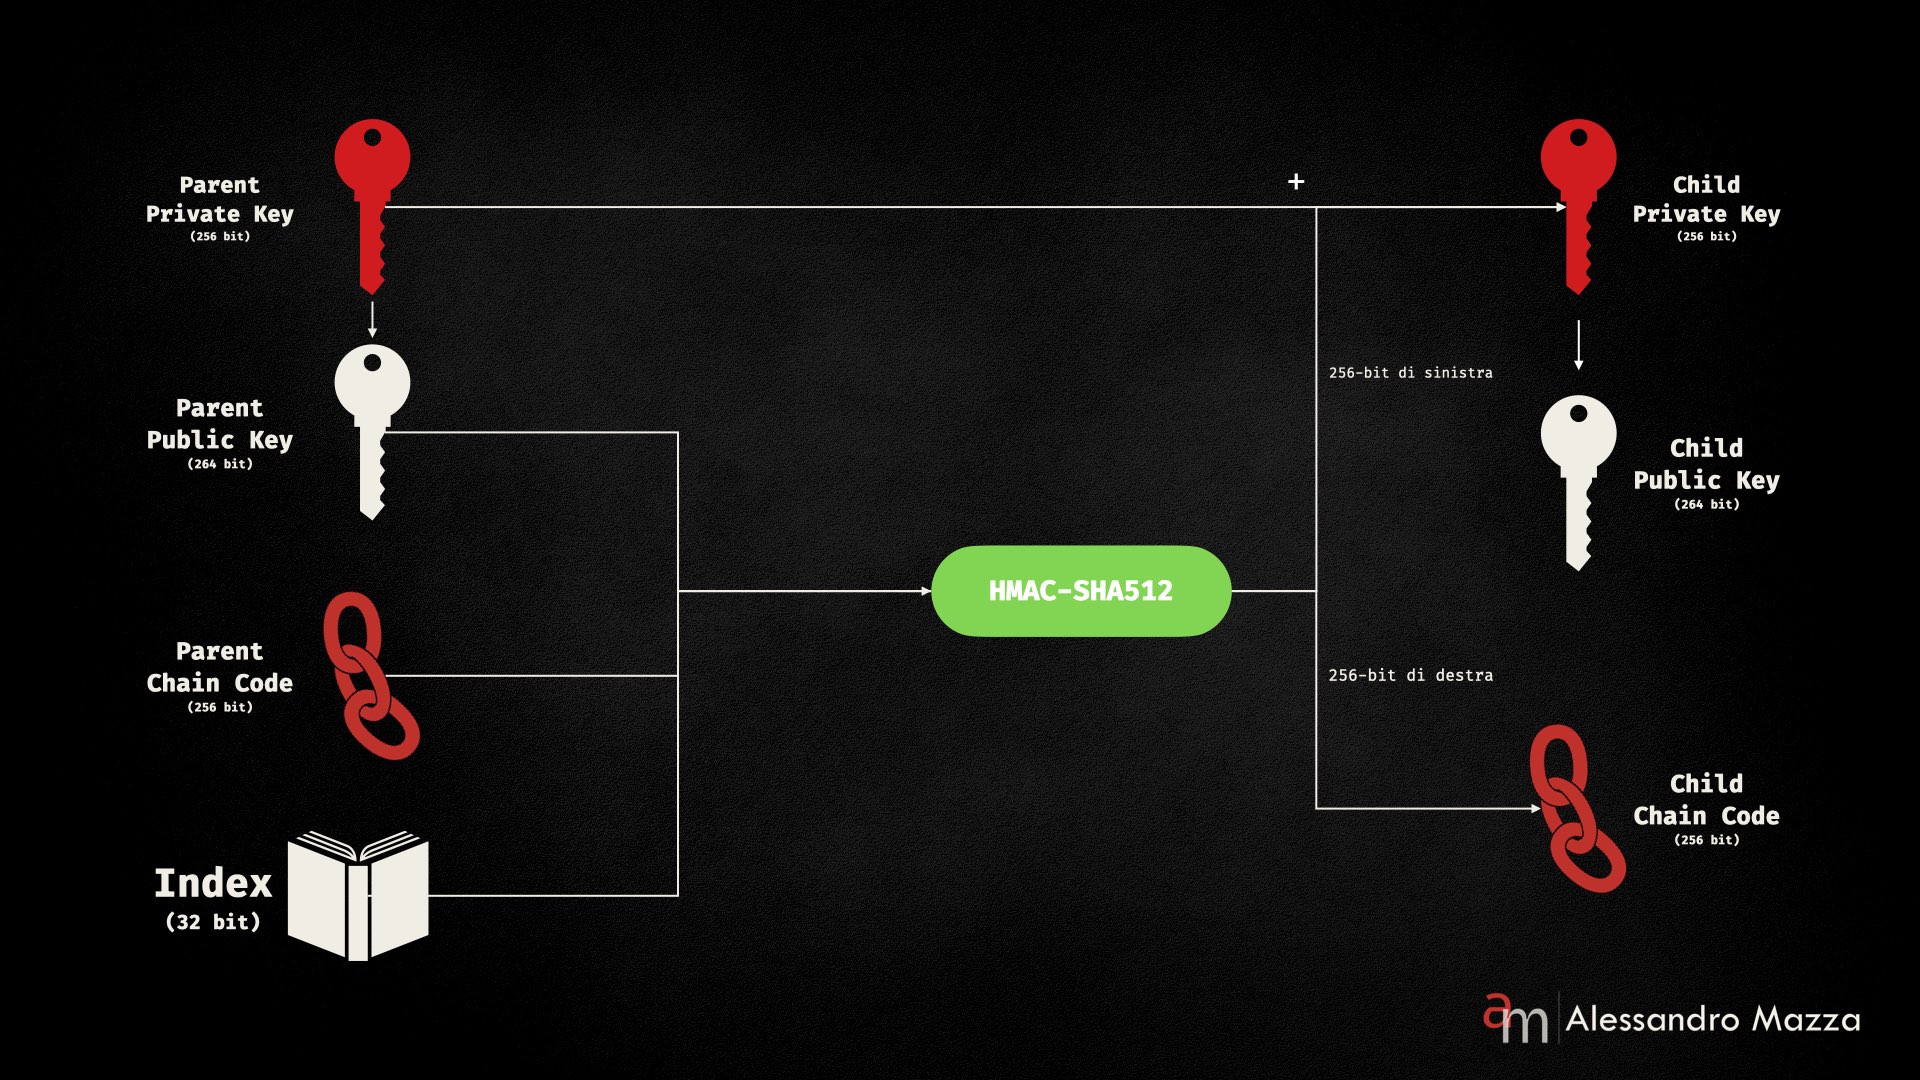 Parent
Private Key
(256 bit)
Parent
Public Key
(264 bit)
Parent
Chain Code
(256 bit)
Index
(32 bit)
HMAC-SHA512
+
256-bit di sinistra
256-bit di destra
Child
Private Key
(256 bit)
Child
Public Key
(264 bit)
Child
Chain Code
(256 bit)
am Alessandro Mazza